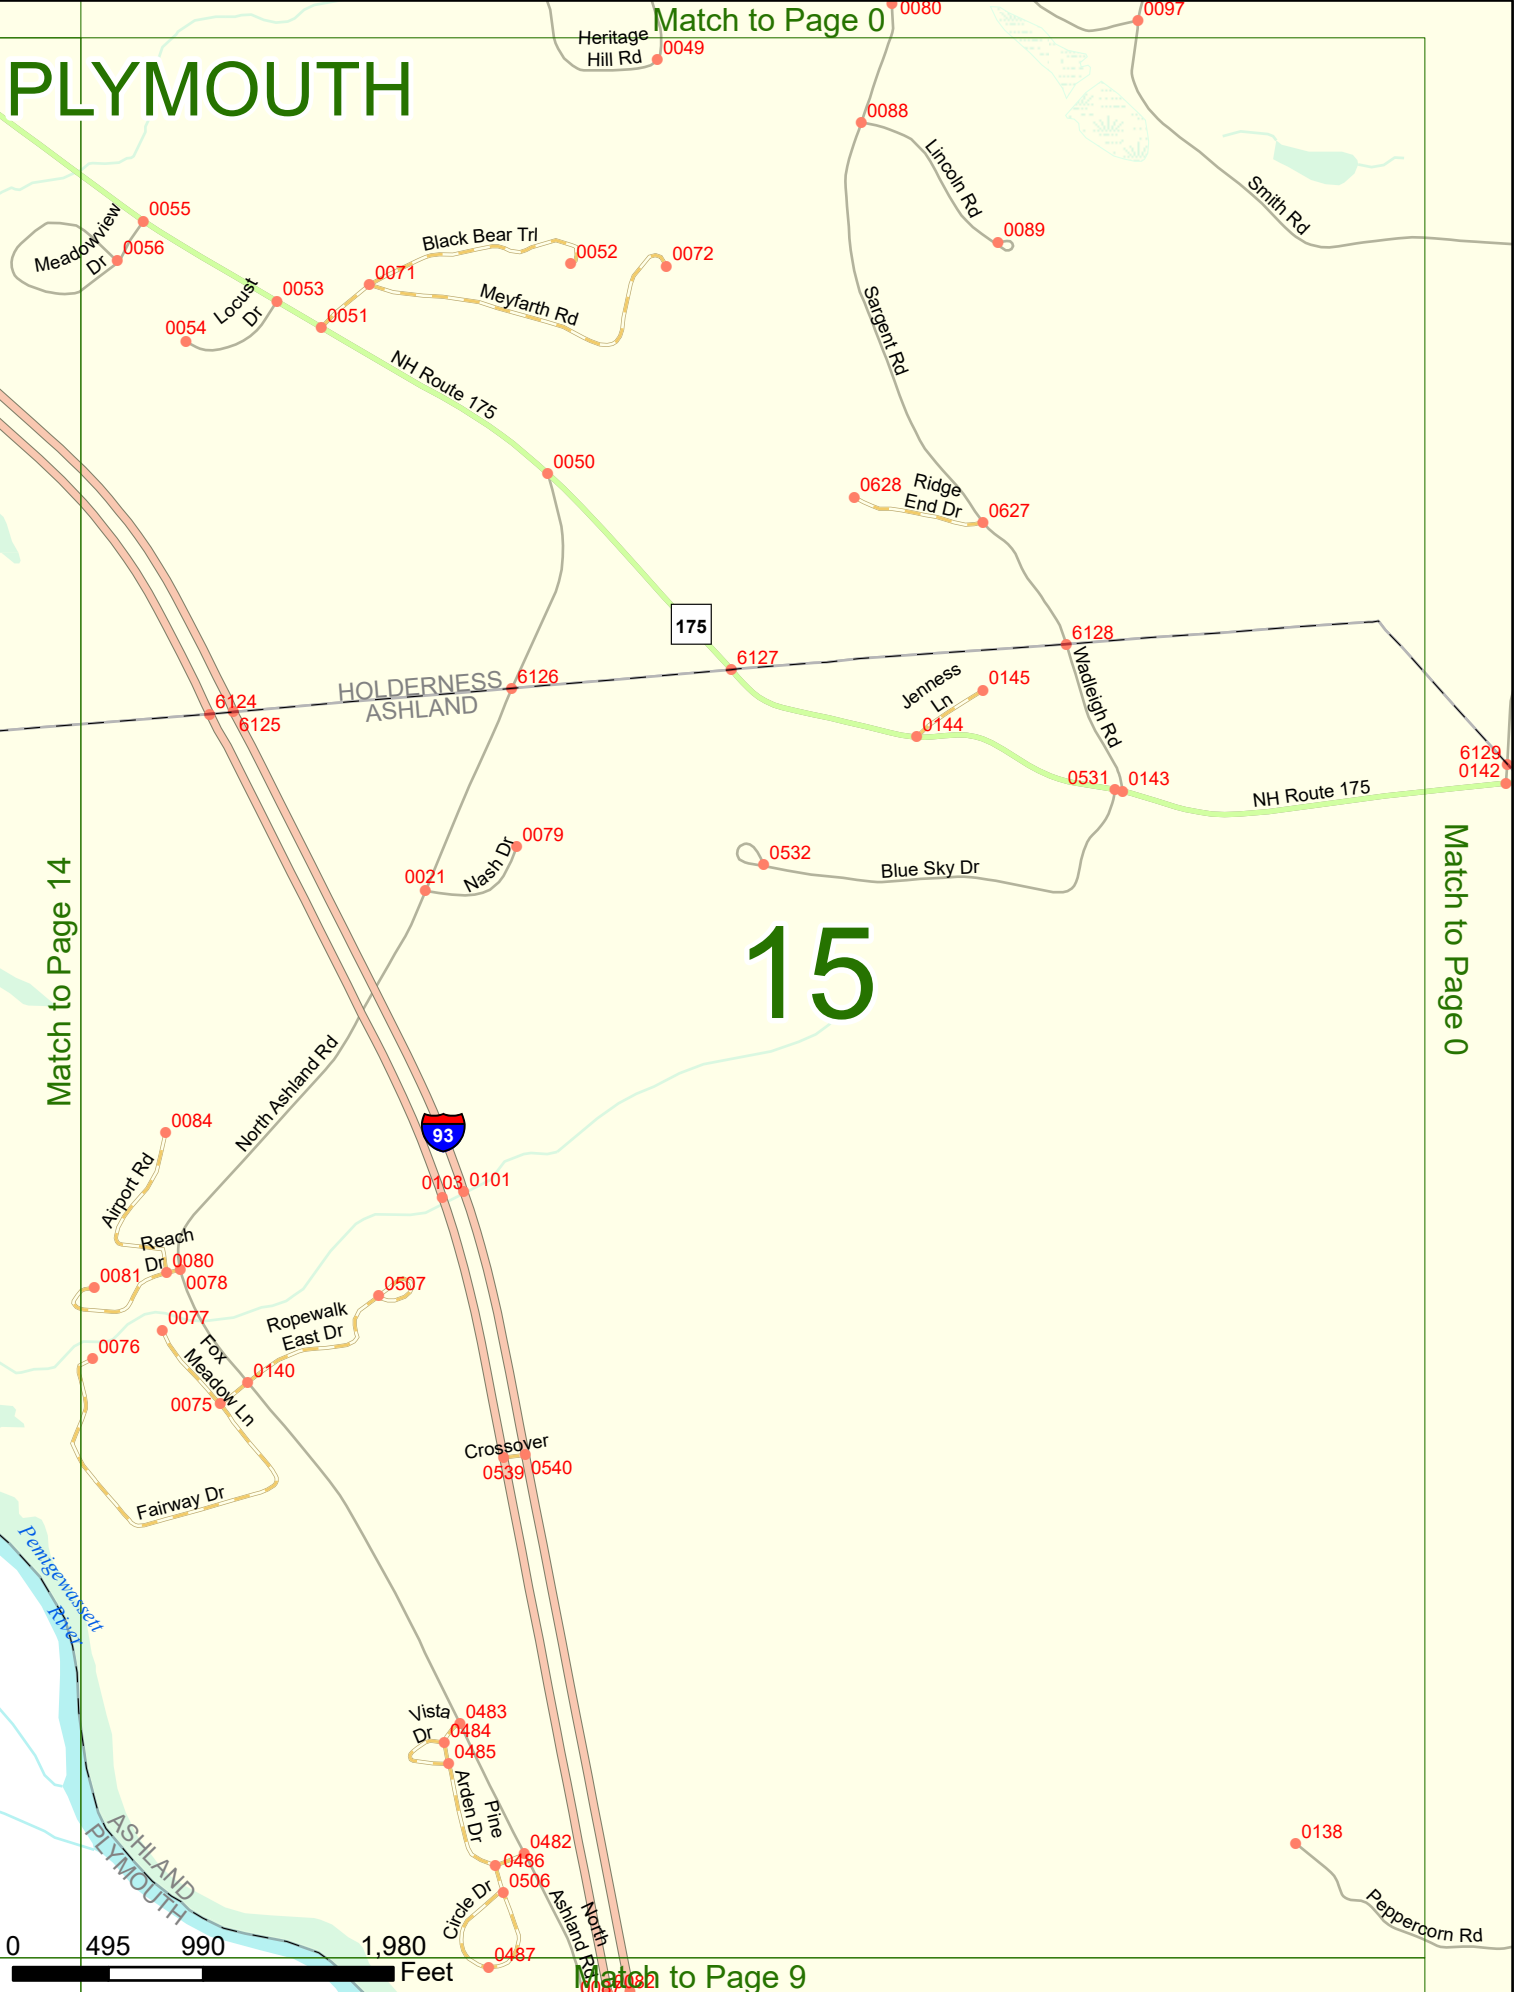 Match to Page 0
0080
0097
Heritage
Hill Rd
0049
PLYMOUTH
0088
Lincoln Rd
0089
Smith Rd
0055
Meadowview
Dr
0056
Black Bear Trl
0052
0072
0071
Meyfarth Rd
Locust
Dr
0053
0051
0054
Sargent Rd
NH Route 175
0050
0628
Ridge
End Dr
0627
175
6128
6127
HOLDERNESS
ASHLAND
6126
6124
6125
Jenness
Ln
0145
0144
Wadleigh Rd
6129
0142
0531
0143
NH Route 175
Nash Dr
0079
0021
0532
Blue Sky Dr
Match to Page 14
15
Match to Page 0
North Ashland Rd
93
0084
Airport Rd
0103
0101
Reach
Dr
0080
0078
0081
0507
0077
Ropewalk
East Dr
0076
Fox
Meadow Ln
0140
0075
Crossover
0539
0540
Fairway Dr
Pemigewassett
River
Vista
Dr
0483
0484
0485
Arden Dr
Pine
0482
0486
0506
Circle Dr
0487
North
Ashland Rd
ASHLAND
PLYMOUTH
0138
Peppercorn Rd
0
495
990
1,980
Feet
Match to Page 9